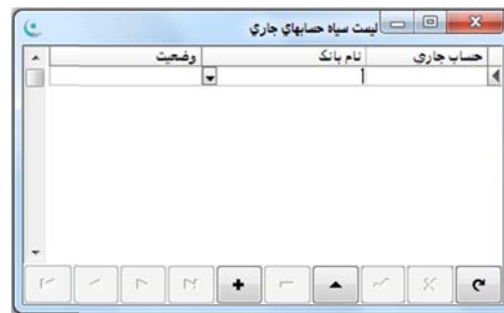 لیست سیاه حسابهای جاری
حساب جاری نام بانک وضعیت